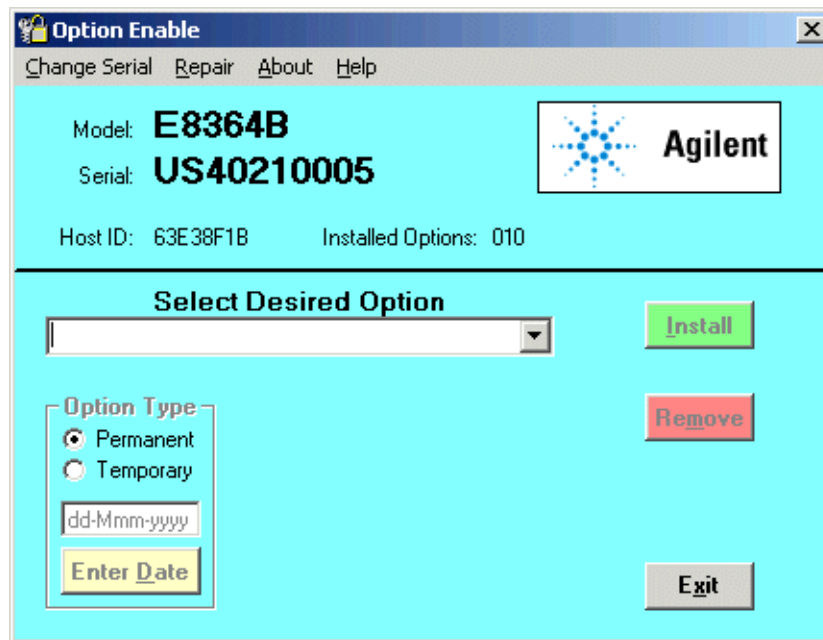 Option Enable
Change Serial Repair About Help
Model: E8364B
Serial: US40210005
Agilent
Host ID: 63E38F1B Installed Options: 010
Select Desired Option
Install
Option Type
Permanent
Temporary
Remove
dd-Mmm-yyyy
Enter Date
Exit